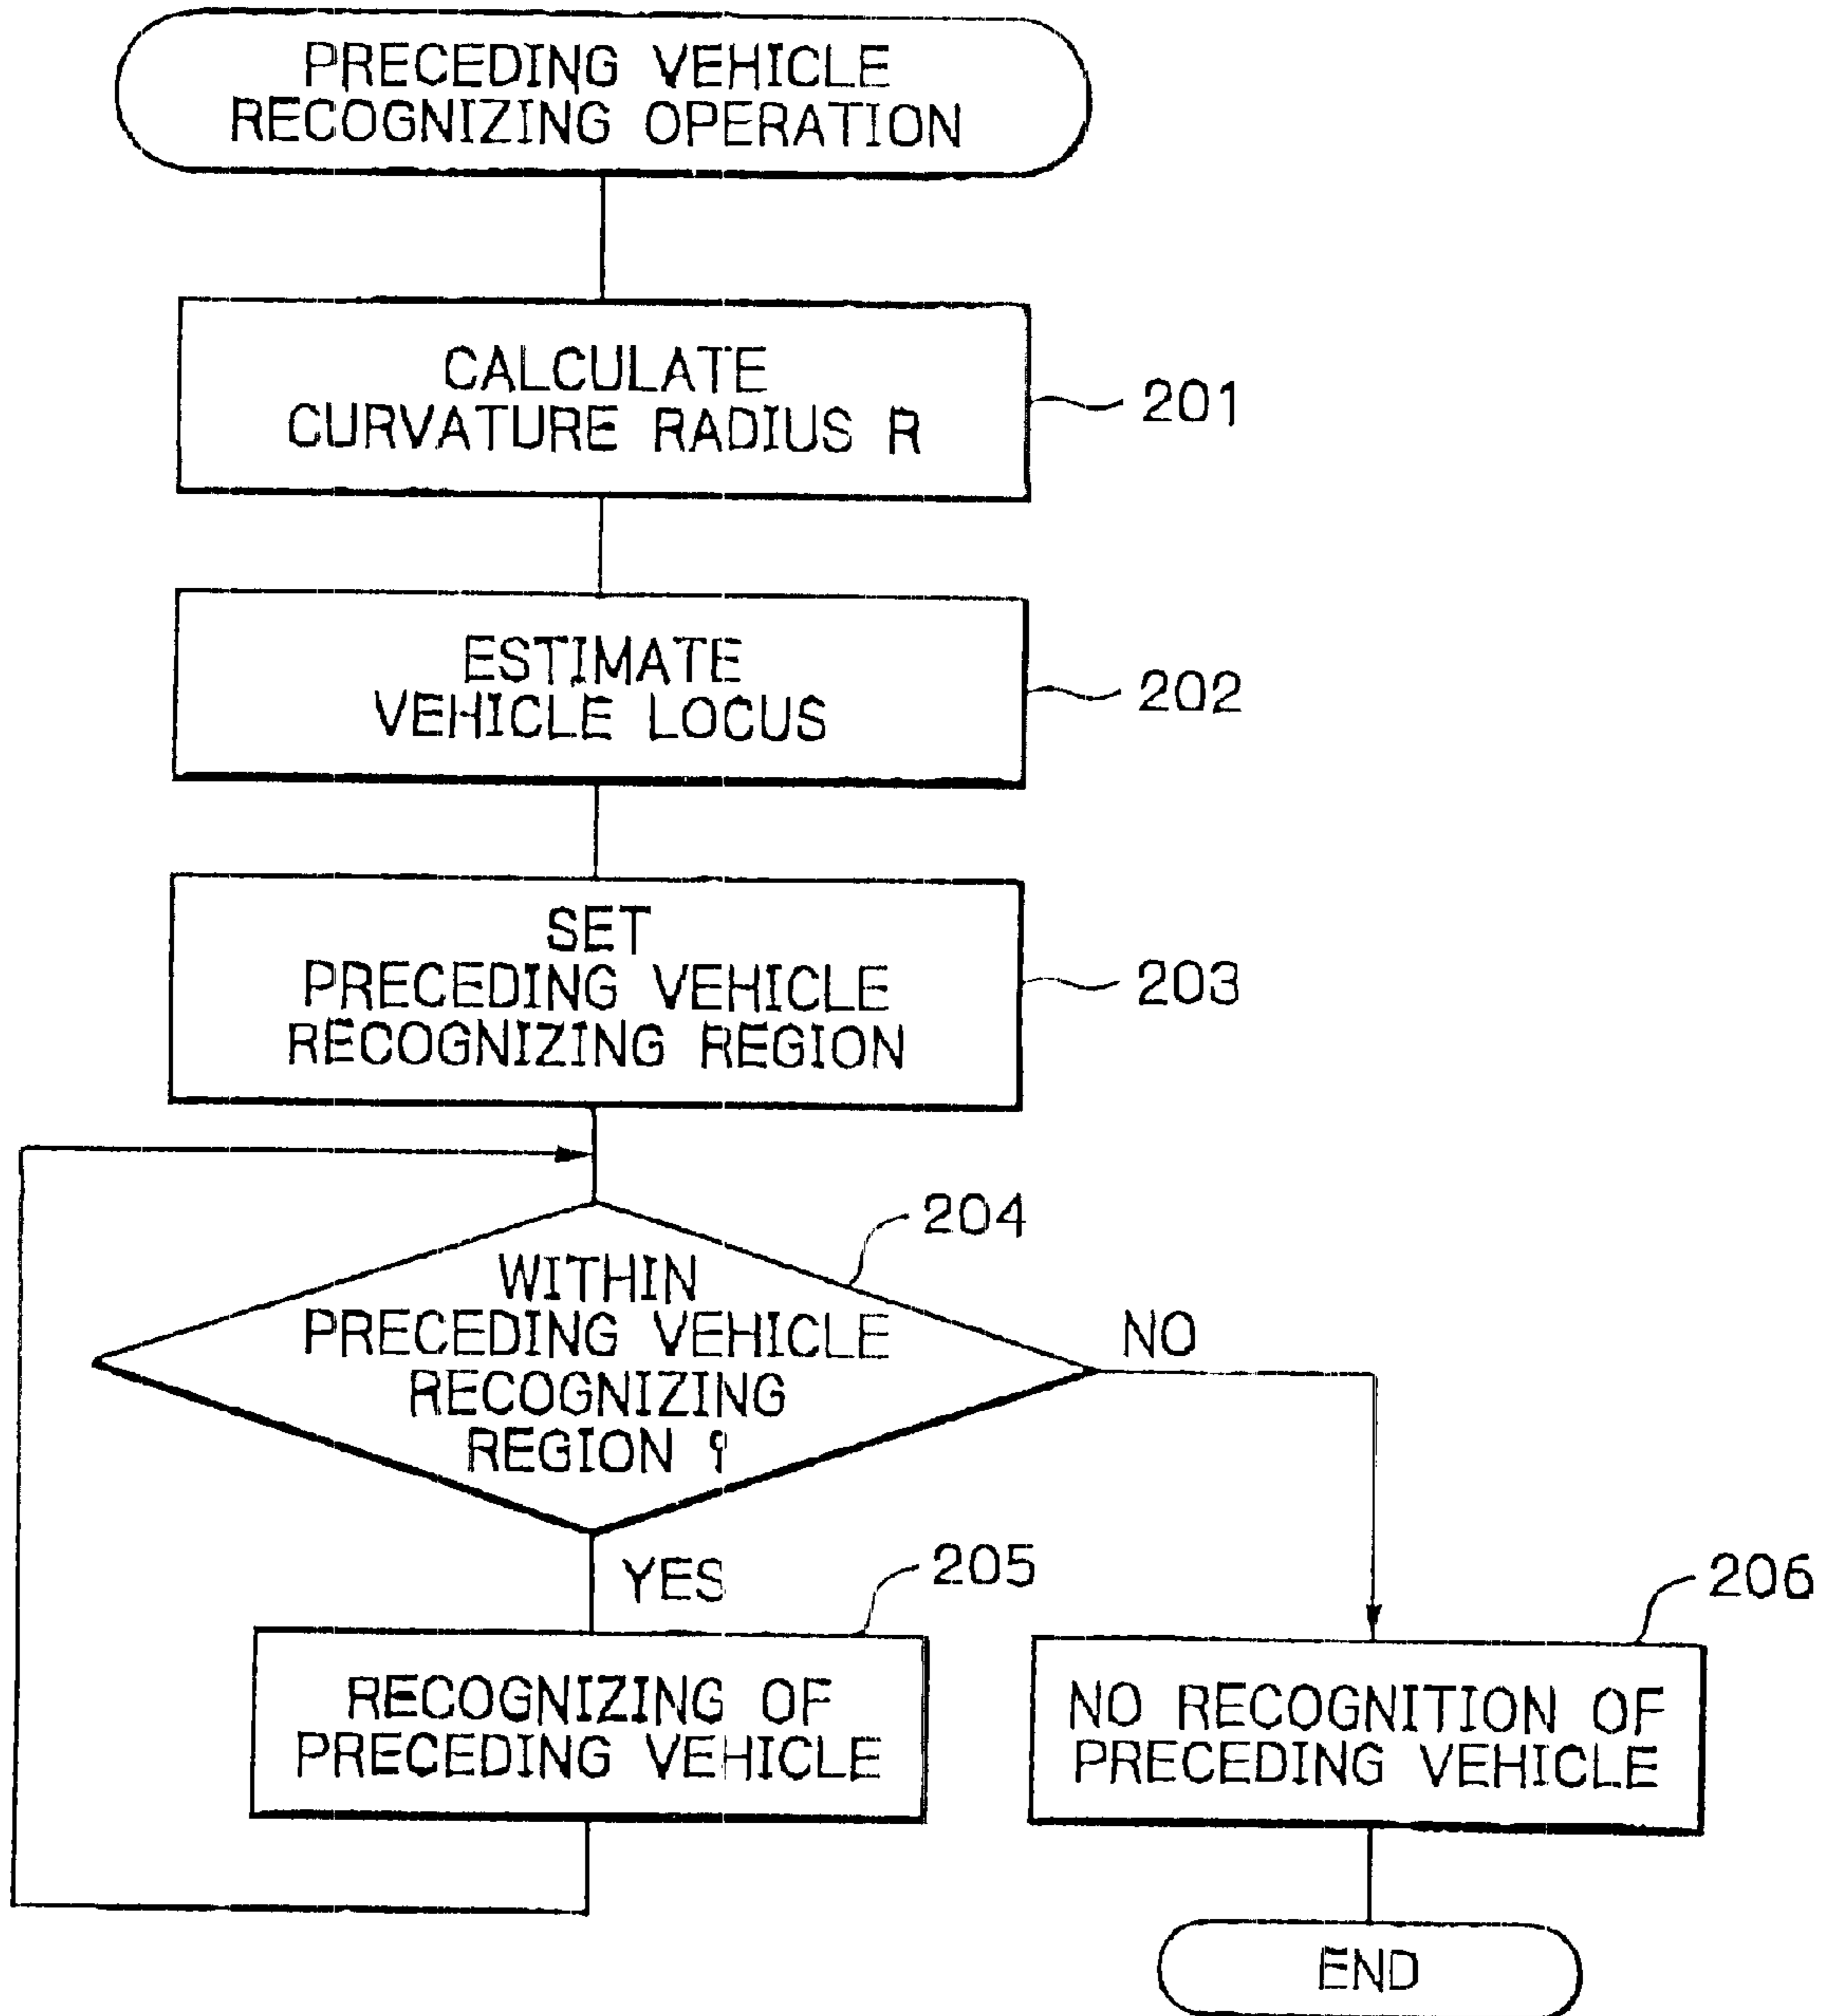 PRECEDING VEHICLE
RECOGNIZING OPERATION
CALCULATE
CURVATURE RADIUS R
201
ESTIMATE
VEHICLE LOCUS
202
SET
PRECEDING VEHICLE
RECOGNIZING REGION
203
204
WITHIN
PRECEDING VEHICLE
RECOGNIZING
REGION ?
NO
YES
205
206
RECOGNIZING OF
PRECEDING VEHICLE
NO RECOGNITION OF
PRECEDING VEHICLE
END